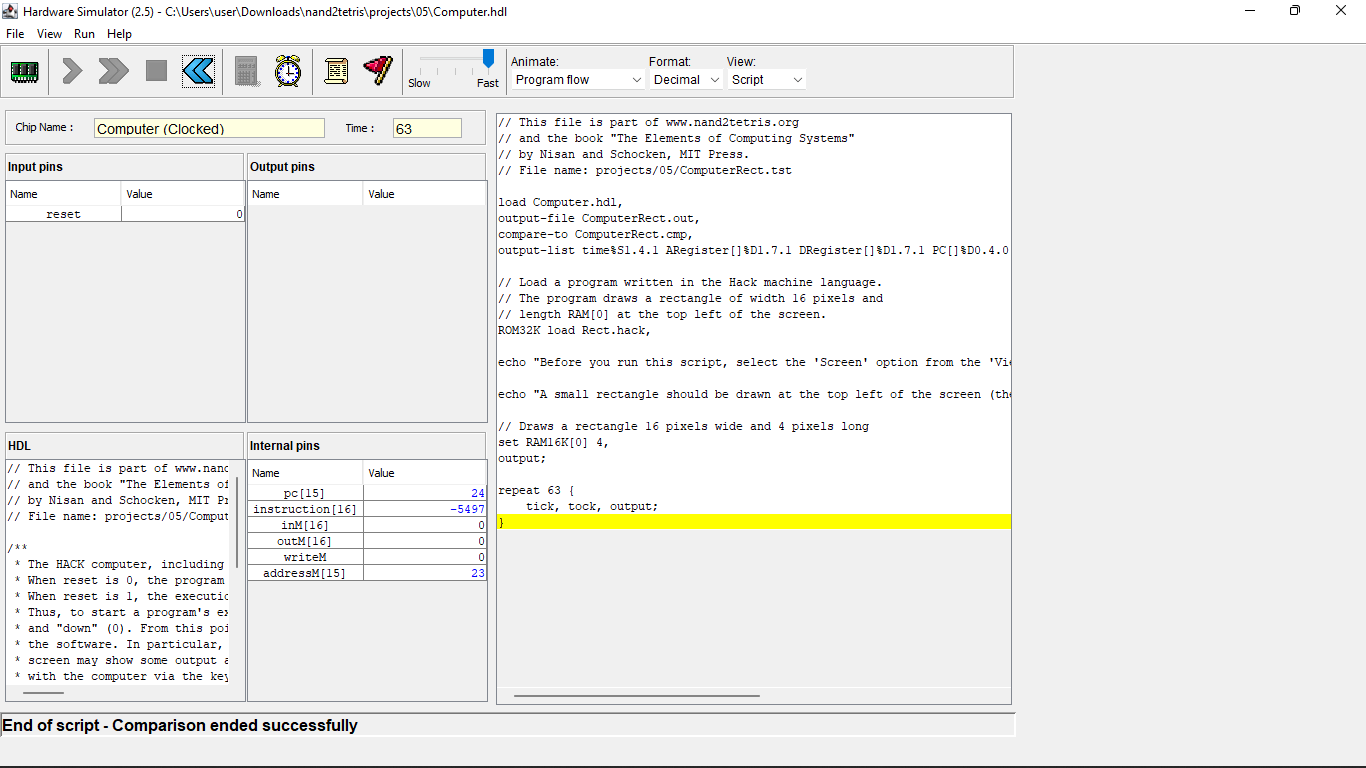 Hardware Simulator (2.5) - C:\Users\user\Downloads\nand2tetris\projects\05\Computer.hdl
File View Run Help
Animate: Format: View:
Slow Fast Program flow Decimal Script
Chip Name : Computer (Clocked) Time : 63
Input pins
Name Value
reset 0
Output pins
Name Value
HDL
// This file is part of www.nand
// and the book "The Elements of
// by Nisan and Schocken, MIT Pr
// File name: projects/05/Comput
/**
* The HACK computer, including
* When reset is 0, the program
* When reset is 1, the executio
* Thus, to start a program's ex
* and "down" (0). From this poi
* the software. In particular,
* screen may show some output a
* with the computer via the key
Internal pins
Name Value
pc[15] 24
instruction[16] -5497
inM[16] 0
outM[16] 0
writeM 0
addressM[15] 23
// This file is part of www.nand2tetris.org
// and the book "The Elements of Computing Systems"
// by Nisan and Schocken, MIT Press.
// File name: projects/05/ComputerRect.tst
load Computer.hdl,
output-file ComputerRect.out,
compare-to ComputerRect.cmp,
output-list time%S1.4.1 ARegister[]%D1.7.1 DRegister[]%D1.7.1 PC[]%D0.4.0
// Load a program written in the Hack machine language.
// The program draws a rectangle of width 16 pixels and
// length RAM[0] at the top left of the screen.
ROM32K load Rect.hack,
echo "Before you run this script, select the 'Screen' option from the 'Vi
echo "A small rectangle should be drawn at the top left of the screen (th
// Draws a rectangle 16 pixels wide and 4 pixels long
set RAM16K[0] 4,
output;
repeat 63 {
tick, tock, output;
}
End of script - Comparison ended successfully